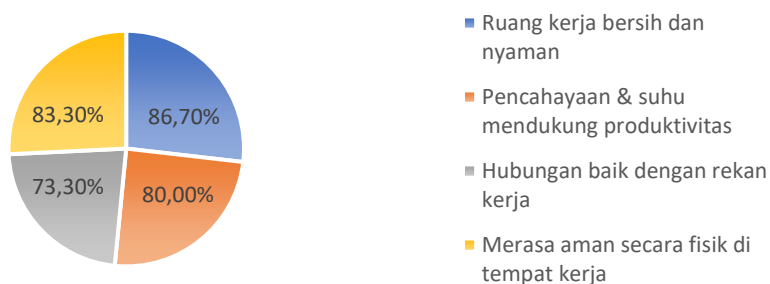 83,30%
86,70%
73,30%
80,00%
Ruang kerja bersih dan
nyaman
Pencahayaan & suhu
mendukung produktivitas
Hubungan baik dengan rekan
kerja
Merasa aman secara fisik di
tempat kerja